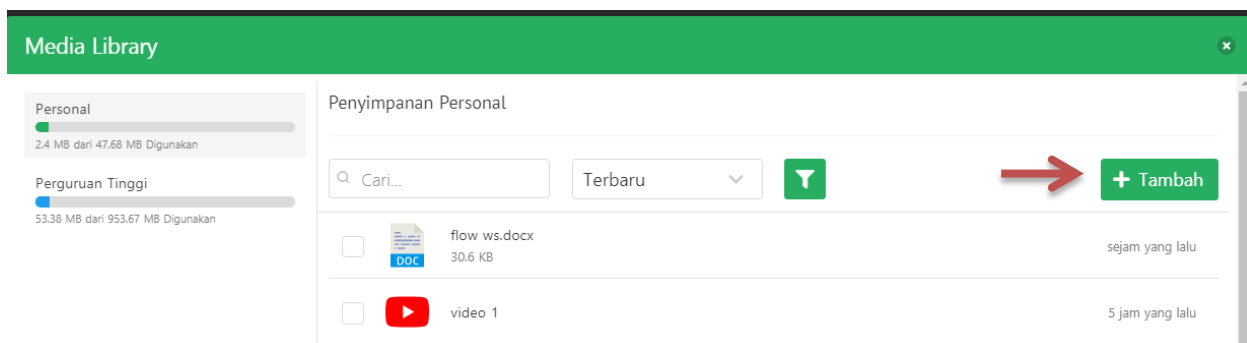 Media Library
Personal
2.4 MB dari 47.68 MB Digunakan
Perguruan Tinggi
53.38 MB dari 953.67 MB Digunakan
Penyimpanan Personal
Cari...
Terbaru
Tambah
flow ws.docx
DOC
30.6 KB
sejam yang lalu
video 1
5 jam yang lalu